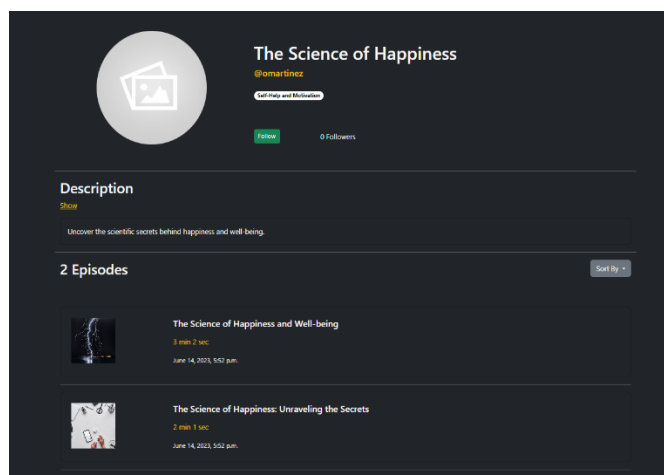 The Science of Happiness
@omartinez
Self-Help and Motivation
Follow
0 Followers
Description
Show
Uncover the scientific secrets behind happiness and well-being.
2 Episodes
Sort By
The Science of Happiness and Well-being
3 min 2 sec
June 14, 2023, 5:52 p.m.
The Science of Happiness: Unraveling the Secrets
2 min 1 sec
June 14, 2023, 5:52 p.m.